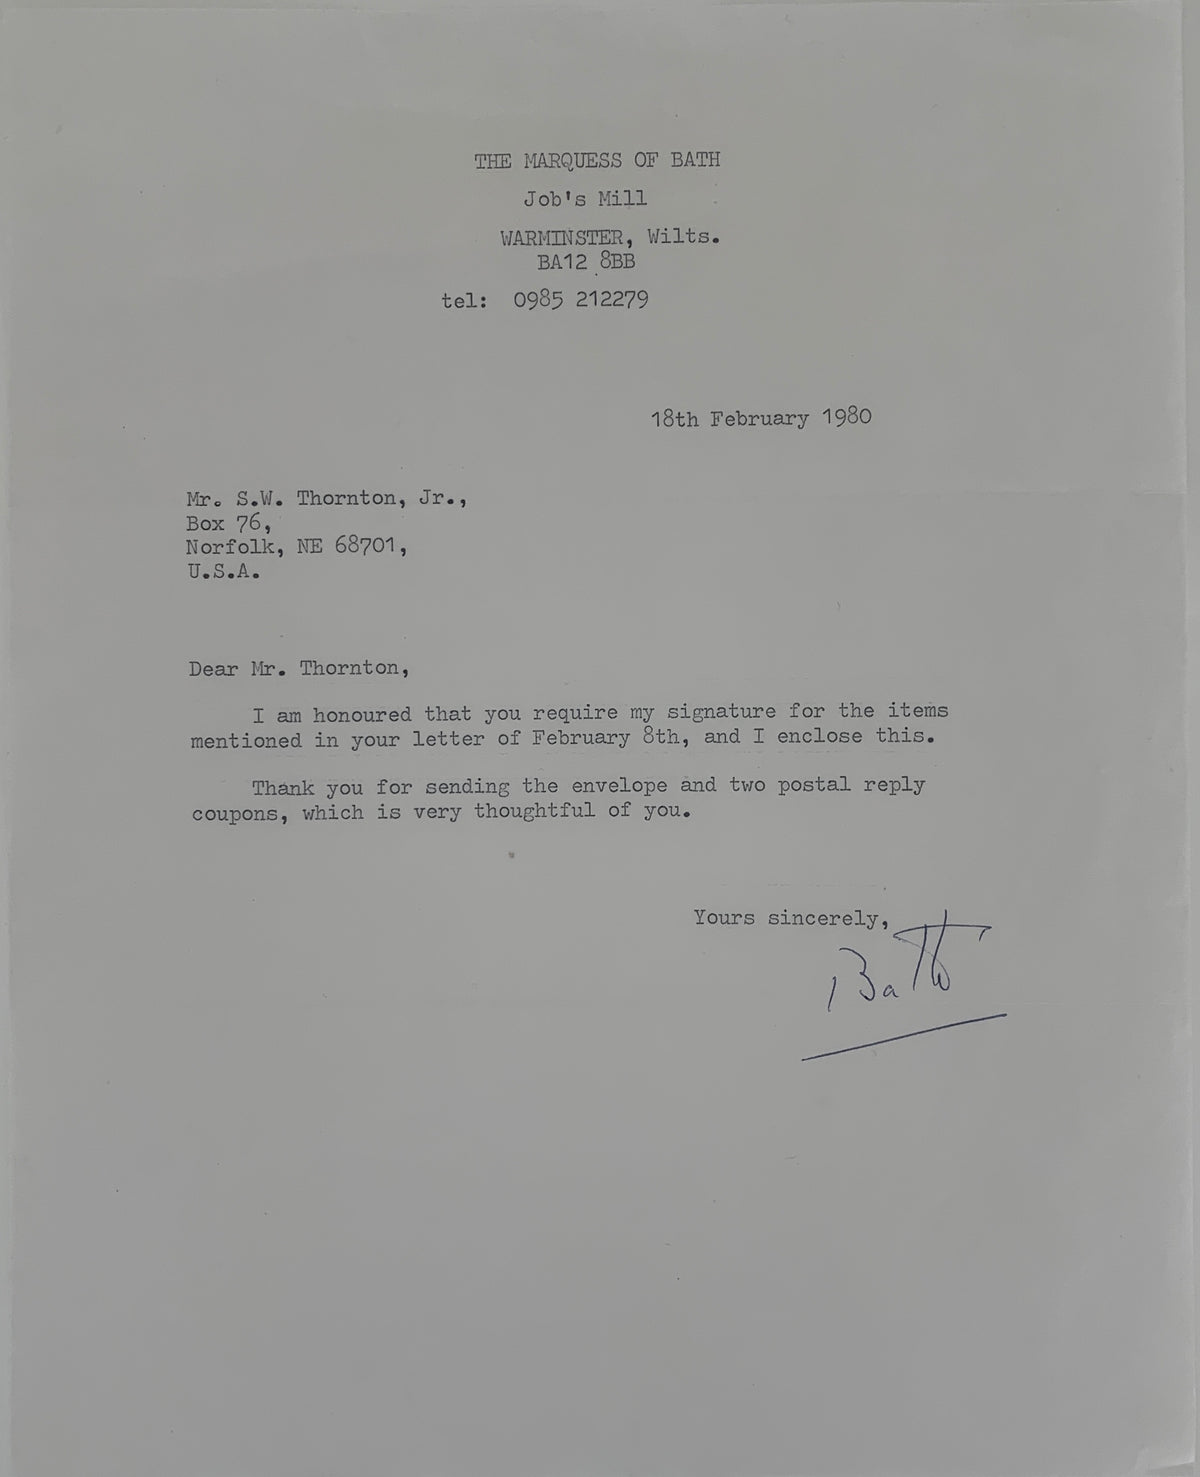 THE MARQUESS OF BATH
Job's Mill
WARMINSTER, Wilts.
BA12 8BB
tel: 0985 212279
18th February 1980
Mr. S.W. Thornton, Jr.,
Box 76,
Norfolk, NE 68701,
U.S.A.
Dear Mr. Thornton,
I am honoured that you require my signature for the items
mentioned in your letter of February 8th, and I enclose this.
Thank you for sending the envelope and two postal reply
coupons, which is very thoughtful of you.
Yours sincerely,
Bath